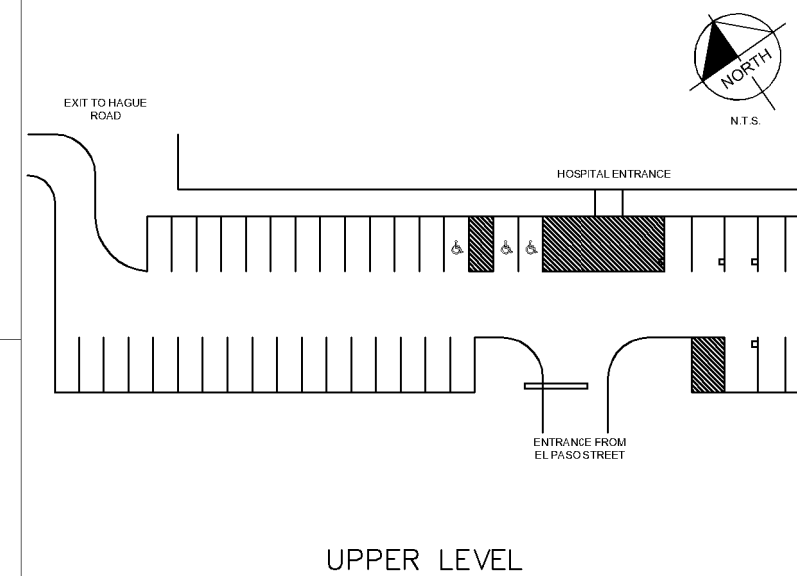 NORTH
N.T.S.
EXIT TO HAGUE
ROAD
HOSPITAL ENTRANCE
ENTRANCE FROM
EL PASO STREET
UPPER LEVEL